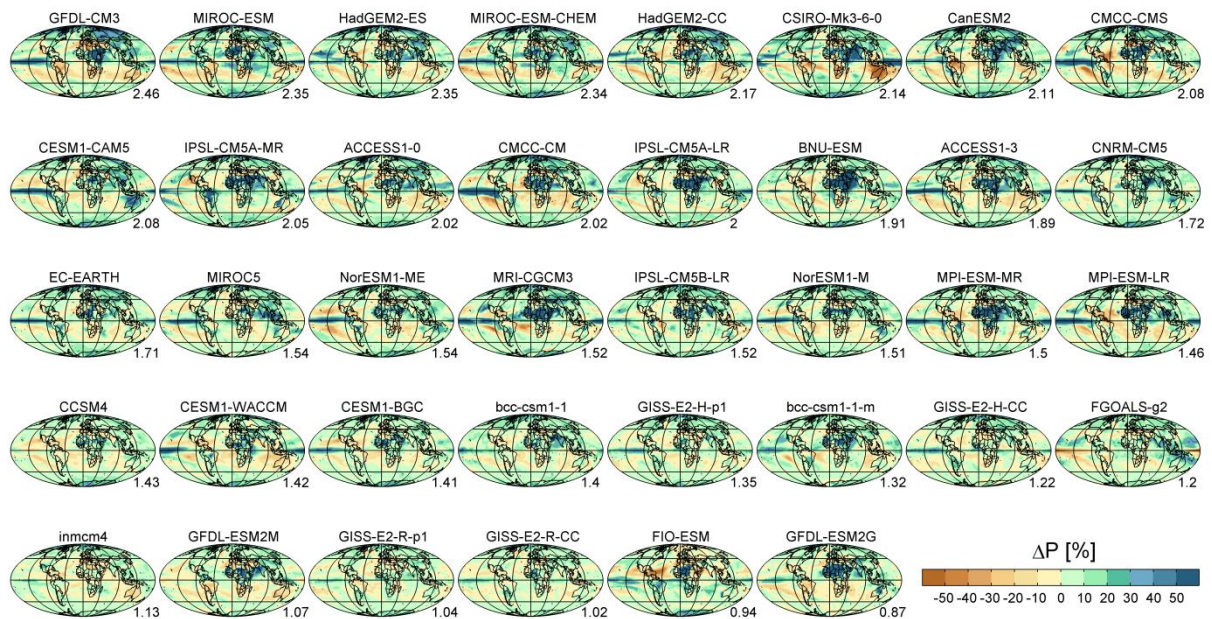 GFDL-CM3 MIROC-ESM HadGEM2-ES MIROC-ESM-CHEM HadGEM2-CC CSIRO-Mk3-6-0 CanESM2 CMCC-CMS
2.46 2.35 2.35 2.34 2.17 2.14 2.11 2.08
CESM1-CAM5 IPSL-CM5A-MR ACCESS1-0 CMCC-CM IPSL-CM5A-LR BNU-ESM ACCESS1-3 CNRM-CM5
2.08 2.05 2.02 2.02 2 1.91 1.89 1.72
EC-EARTH MIROC5 NorESM1-ME MRI-CGCM3 IPSL-CM5B-LR NorESM1-M MPI-ESM-MR MPI-ESM-LR
1.71 1.54 1.54 1.52 1.52 1.51 1.5 1.46
CCSM4 CESM1-WACCM CESM1-BGC bcc-csm1-1 GISS-E2-H-p1 bcc-csm1-1-m GISS-E2-H-CC FGOALS-g2
1.43 1.42 1.41 1.4 1.35 1.32 1.22 1.2
inmcm4 GFDL-ESM2M GISS-E2-R-p1 GISS-E2-R-CC FIO-ESM GFDL-ESM2G
ΔP [%]
-50 -40 -30 -20 -10 0 10 20 30 40 50
1.13 1.07 1.04 1.02 0.94 0.87